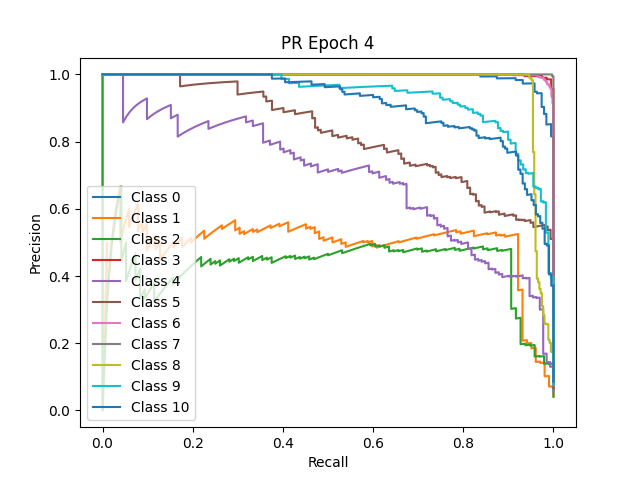 PR Epoch 4
Precision
1.0
0.8
0.6
0.4
0.2
0.0
Class 0
Class 1
Class 2
Class 3
Class 4
Class 5
Class 6
Class 7
Class 8
Class 9
Class 10
0.0 0.2 0.4 0.6 0.8 1.0
Recall